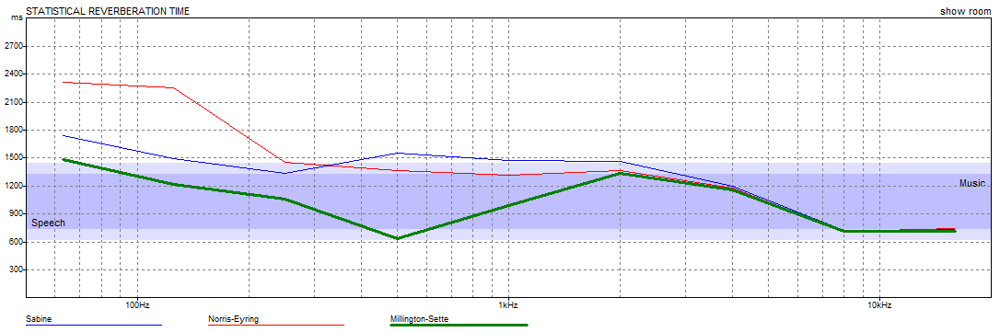 STATISTICAL REVERBERATION TIME show room
ms
2700
2400
2100
1800
1500
1200 Music
900
Speech
600
300
100Hz 1kHz 10kHz
Sabine Norris-Eyring Millington-Sette